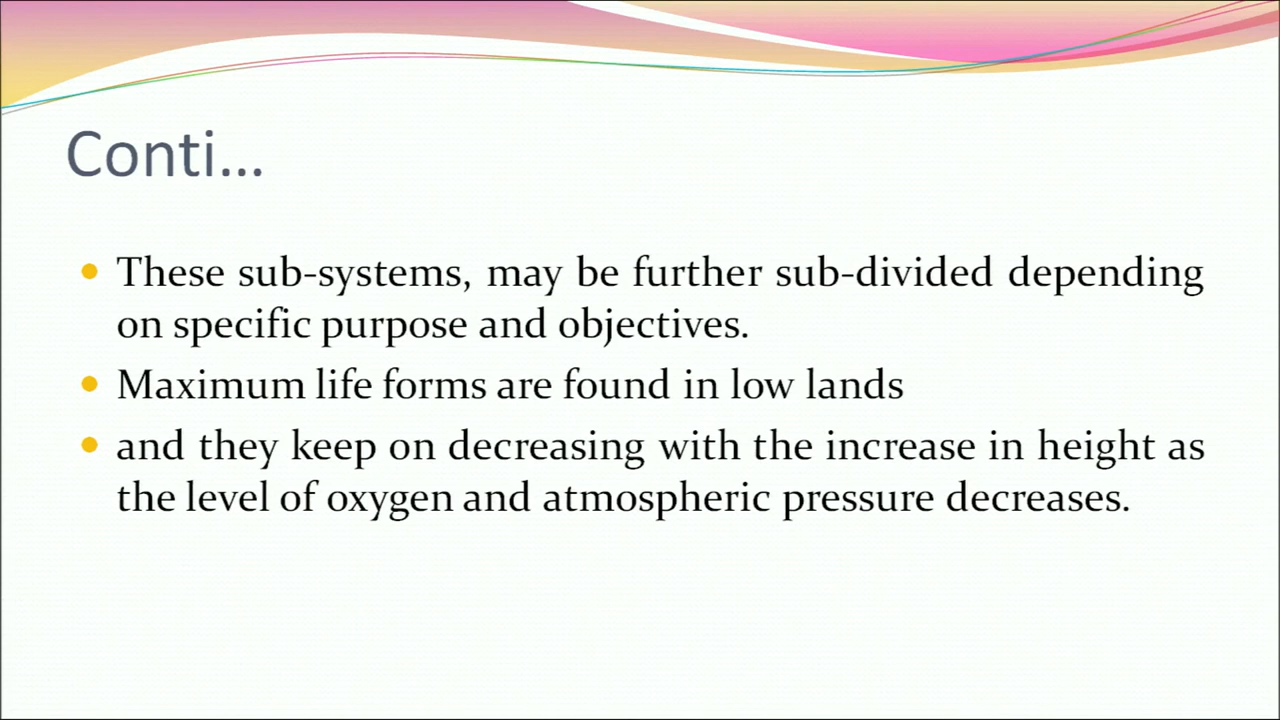 Conti...
These sub-systems, may be further sub-divided depending
on specific purpose and objectives.
Maximum life forms are found in low lands
and they keep on decreasing with the increase in height as
the level of oxygen and atmospheric pressure decreases.